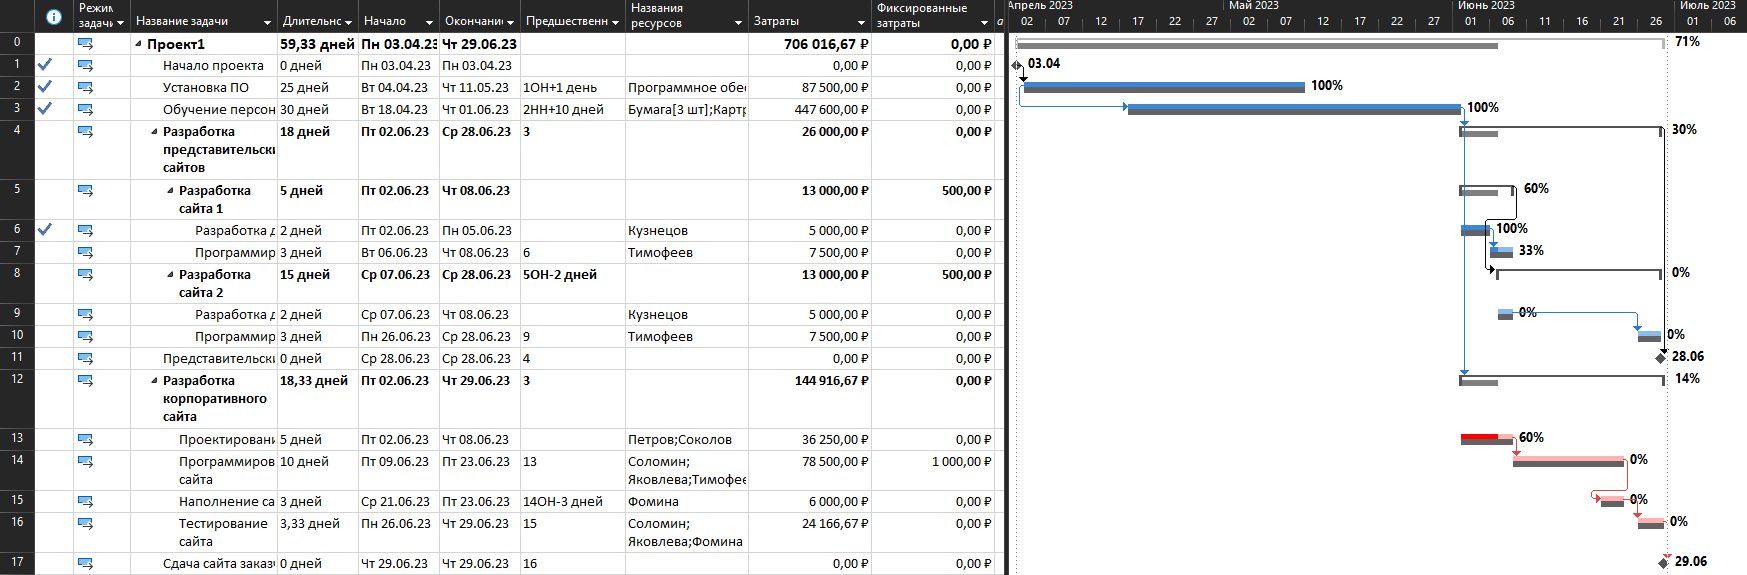 Режим задачи Название задачи Длительнс Начало Окончани Предшественн Названия ресурсов Затраты Фиксированные затраты
Апрель 2023 Май 2023 Июнь 2023 Июль 2023
02 07 12 17 22 27 02 07 12 17 22 27 01 06 11 16 21 26 01 06
0 Проект1 59,33 дней Пн 03.04.23 Чт 29.06.23 706 016,67 ₽ 0,00 ₽ 71%
1 Начало проекта 0 дней Пн 03.04.23 Пн 03.04.23 0,00 ₽ 0,00 ₽ 03.04
2 Установка ПО 25 дней Вт 04.04.23 Чт 11.05.23 1ОН+1 день Программное обес 87 500,00 ₽ 0,00 ₽ 100%
3 Обучение персон 30 дней Вт 18.04.23 Чт 01.06.23 2НН+10 дней Бумага[3 шт];Картр 447 600,00 ₽ 0,00 ₽ 100%
4 Разработка представительски сайтов 18 дней Пт 02.06.23 Ср 28.06.23 3 26 000,00 ₽ 0,00 ₽ 30%
5 Разработка сайта 1 5 дней Пт 02.06.23 Чт 08.06.23 13 000,00 ₽ 500,00 ₽ 60%
6 Разработка д 2 дней Пт 02.06.23 Пн 05.06.23 Кузнецов 5 000,00 ₽ 0,00 ₽ 100%
7 Программир 3 дней Вт 06.06.23 Чт 08.06.23 6 Тимофеев 7 500,00 ₽ 0,00 ₽ 33%
8 Разработка сайта 2 15 дней Ср 07.06.23 Ср 28.06.23 5ОН-2 дней 13 000,00 ₽ 500,00 ₽ 0%
9 Разработка д 2 дней Ср 07.06.23 Чт 08.06.23 Кузнецов 5 000,00 ₽ 0,00 ₽ 0%
10 Программир 3 дней Пн 26.06.23 Ср 28.06.23 9 Тимофеев 7 500,00 ₽ 0,00 ₽ 0%
11 Представительски 0 дней Ср 28.06.23 Ср 28.06.23 4 0,00 ₽ 0,00 ₽ 28.06
12 Разработка корпоративного сайта 18,33 дней Пт 02.06.23 Чт 29.06.23 3 144 916,67 ₽ 0,00 ₽ 14%
13 Проектировани 5 дней Пт 02.06.23 Чт 08.06.23 Петров;Соколов 36 250,00 ₽ 0,00 ₽ 60%
14 Программиров сайта 10 дней Пт 09.06.23 Пт 23.06.23 13 Соломин; Яковлева;Тимофее 78 500,00 ₽ 1 000,00 ₽ 0%
15 Наполнение са 3 дней Ср 21.06.23 Пт 23.06.23 14ОН-3 дней Фомина 6 000,00 ₽ 0,00 ₽ 0%
16 Тестирование сайта 3,33 дней Пн 26.06.23 Чт 29.06.23 15 Соломин; Яковлева;Фомина 24 166,67 ₽ 0,00 ₽ 0%
17 Сдача сайта заказч 0 дней Чт 29.06.23 Чт 29.06.23 16 0,00 ₽ 0,00 ₽ 29.06